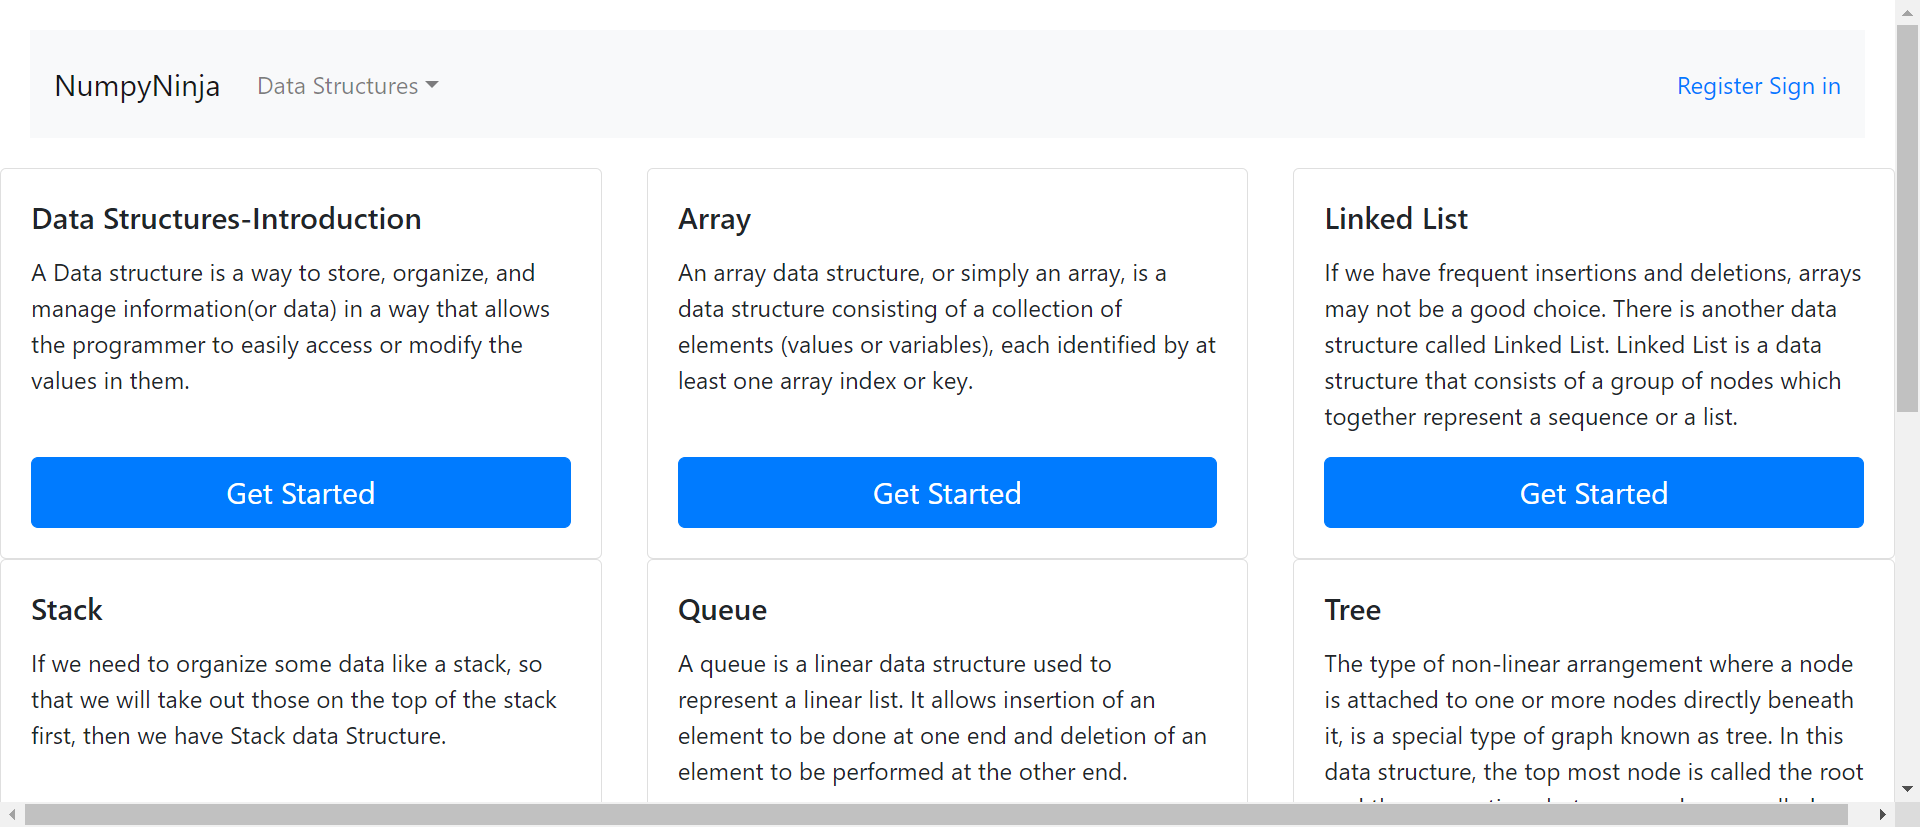 NumpyNinja Data Structures Register Sign in
Data Structures-Introduction
A Data structure is a way to store, organize, and
manage information(or data) in a way that allows
the programmer to easily access or modify the
values in them.
Get Started
Array
An array data structure, or simply an array, is a
data structure consisting of a collection of
elements (values or variables), each identified by at
least one array index or key.
Get Started
Linked List
If we have frequent insertions and deletions, arrays
may not be a good choice. There is another data
structure called Linked List. Linked List is a data
structure that consists of a group of nodes which
together represent a sequence or a list.
Get Started
Stack
If we need to organize some data like a stack, so
that we will take out those on the top of the stack
first, then we have Stack data Structure.
Queue
A queue is a linear data structure used to
represent a linear list. It allows insertion of an
element to be done at one end and deletion of an
element to be performed at the other end.
Tree
The type of non-linear arrangement where a node
is attached to one or more nodes directly beneath
it, is a special type of graph known as tree. In this
data structure, the top most node is called the root